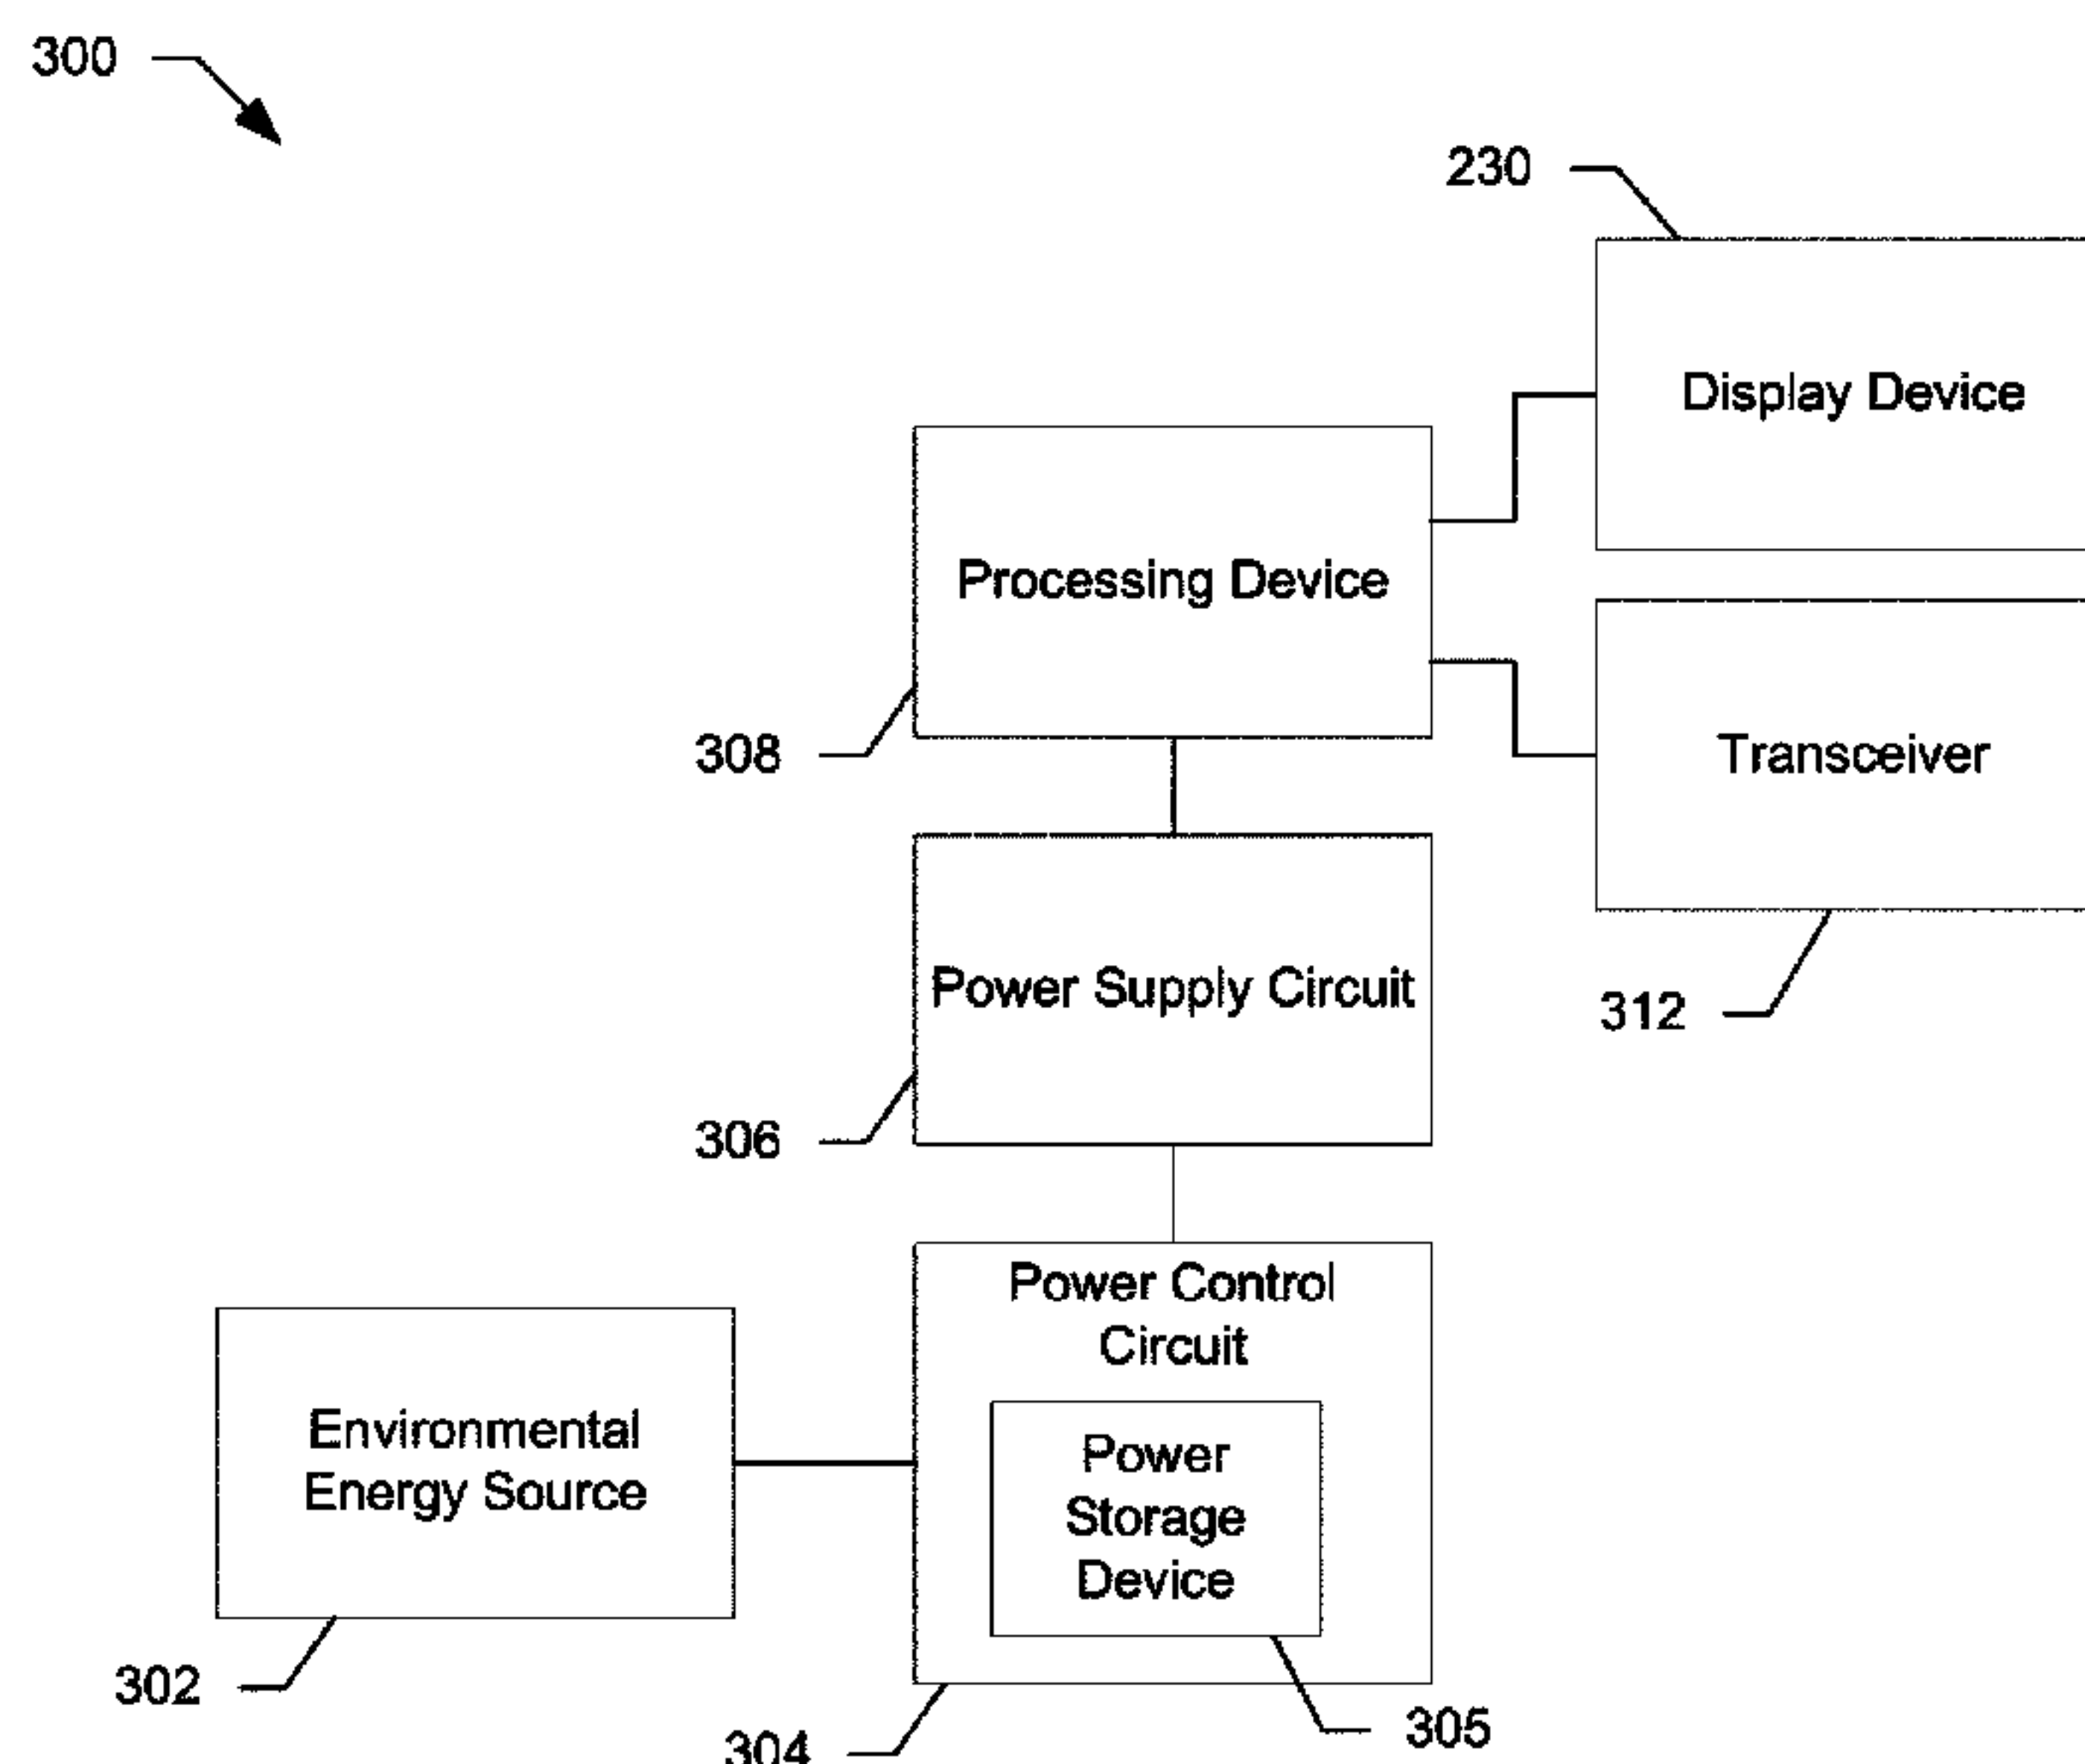 300
230
Display Device
Processing Device
308
Transceiver
Power Supply Circuit
312
306
Power Control
Circuit
Environmental
Energy Source
Power
Storage
Device
302
304
305